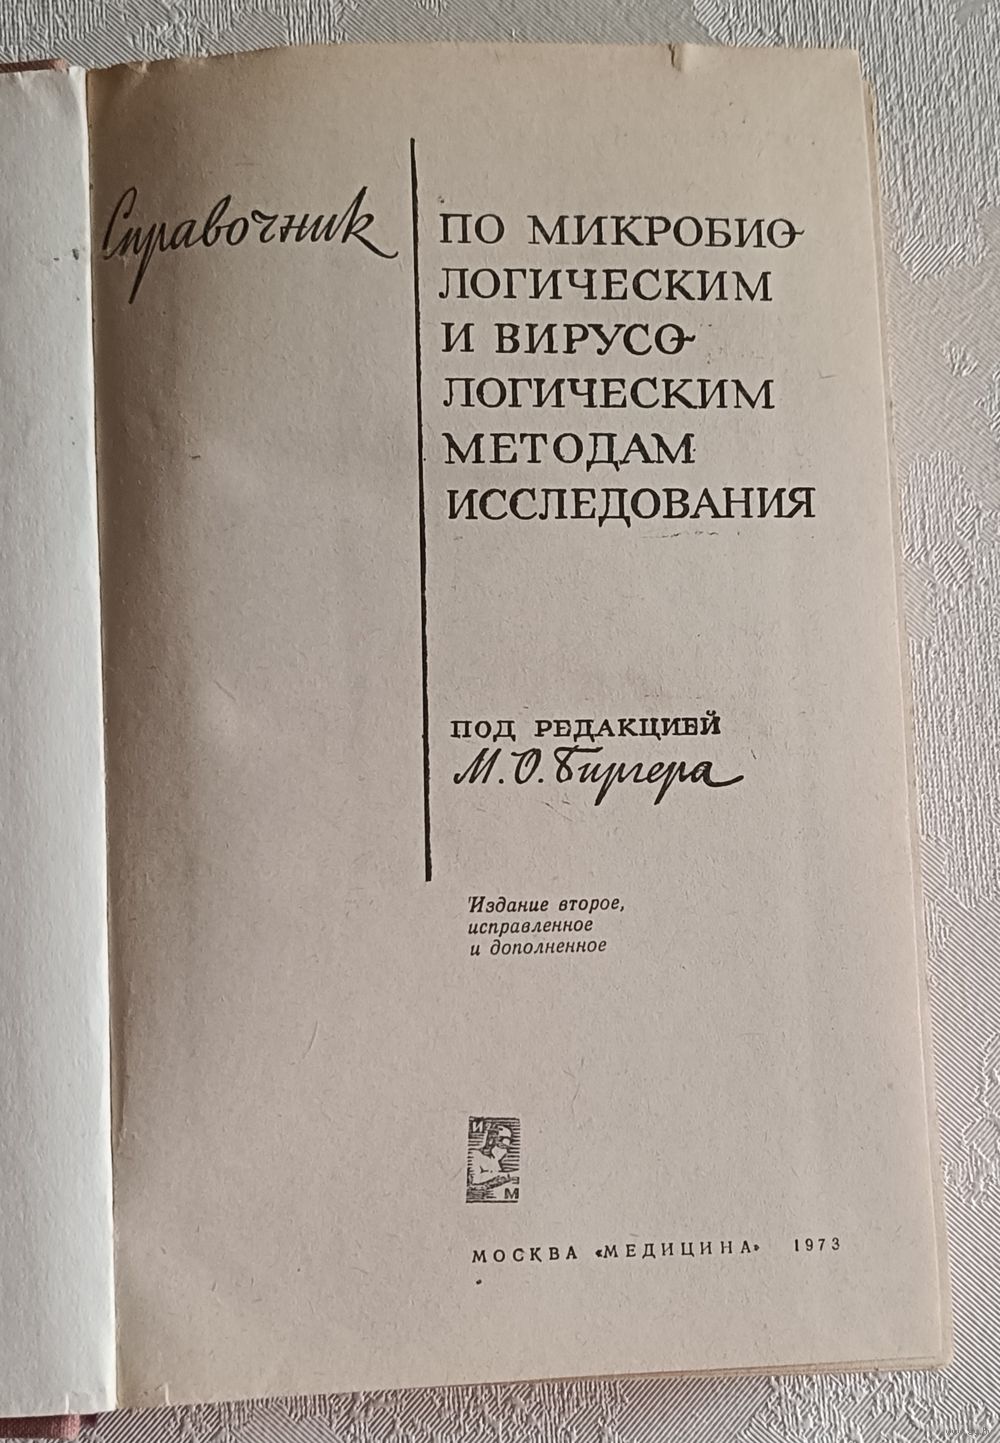 Справочник
ПО МИКРОБИО-
ЛОГИЧЕСКИМ
И ВИРУСО-
ЛОГИЧЕСКИМ
МЕТОДАМ
ИССЛЕДОВАНИЯ
ПОД РЕДАКЦИЕЙ
М. О. Биргера
Издание второе,
исправленное
и дополненное
И
М
МОСКВА «МЕДИЦИНА» 1973